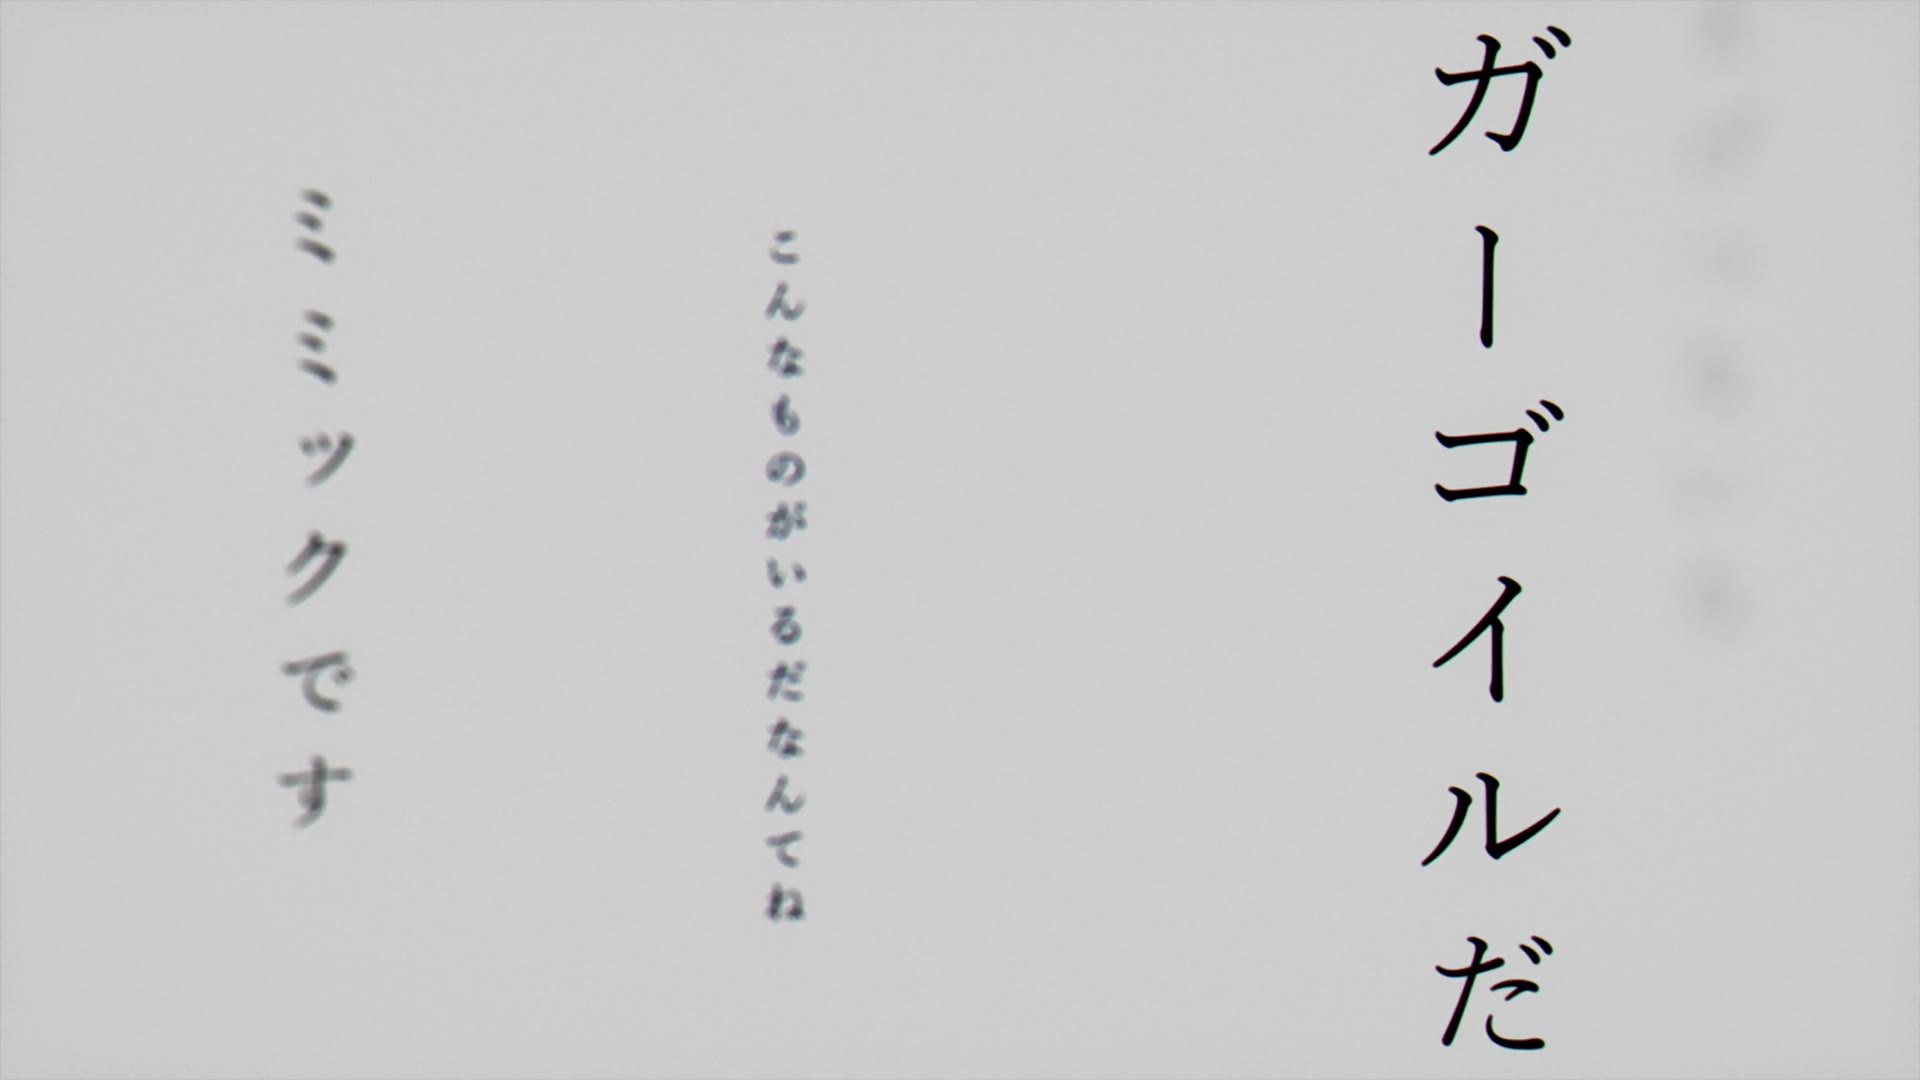 ガーゴイルだ
こんなものがいるだなんてね
ミミックです